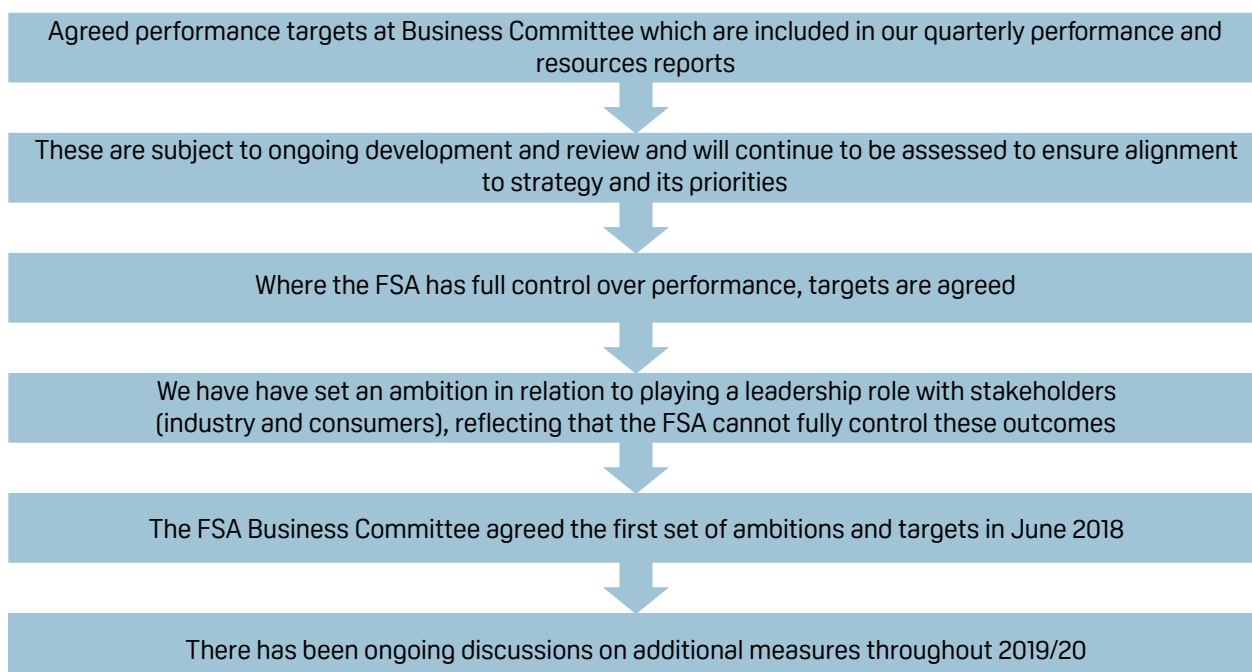 Agreed performance targets at Business Committee which are included in our quarterly performance and
resources reports
These are subject to ongoing development and review and will continue to be assessed to ensure alignment
to strategy and its priorities
Where the FSA has full control over performance, targets are agreed
We have have set an ambition in relation to playing a leadership role with stakeholders
(industry and consumers), reflecting that the FSA cannot fully control these outcomes
The FSA Business Committee agreed the first set of ambitions and targets in June 2018
There has been ongoing discussions on additional measures throughout 2019/20